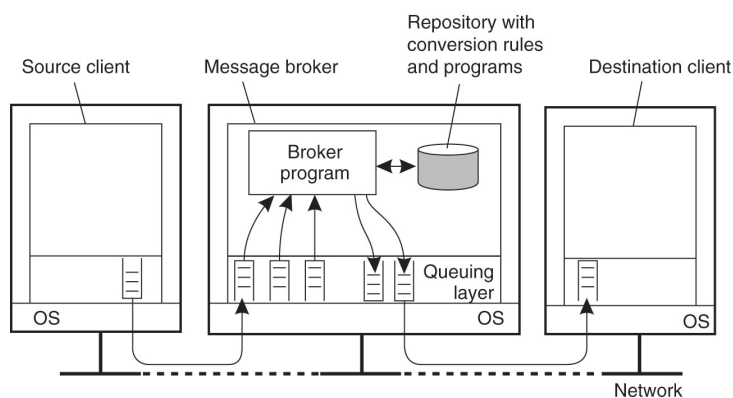 Repository with
conversion rules
and programs
Source client
Message broker
Destination client
Broker
program
Queuing
layer
OS
OS
OS
Network